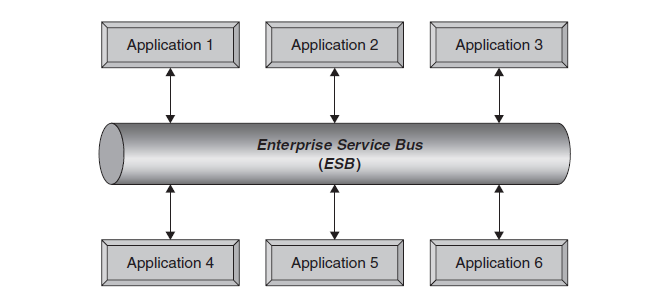 Application 1
Application 2
Application 3
Enterprise Service Bus
(ESB)
Application 4
Application 5
Application 6